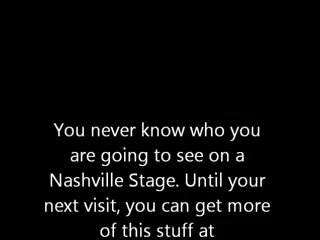 You never know who you
are going to see on a
Nashville Stage. Until your
next visit, you can get more
of this stuff at